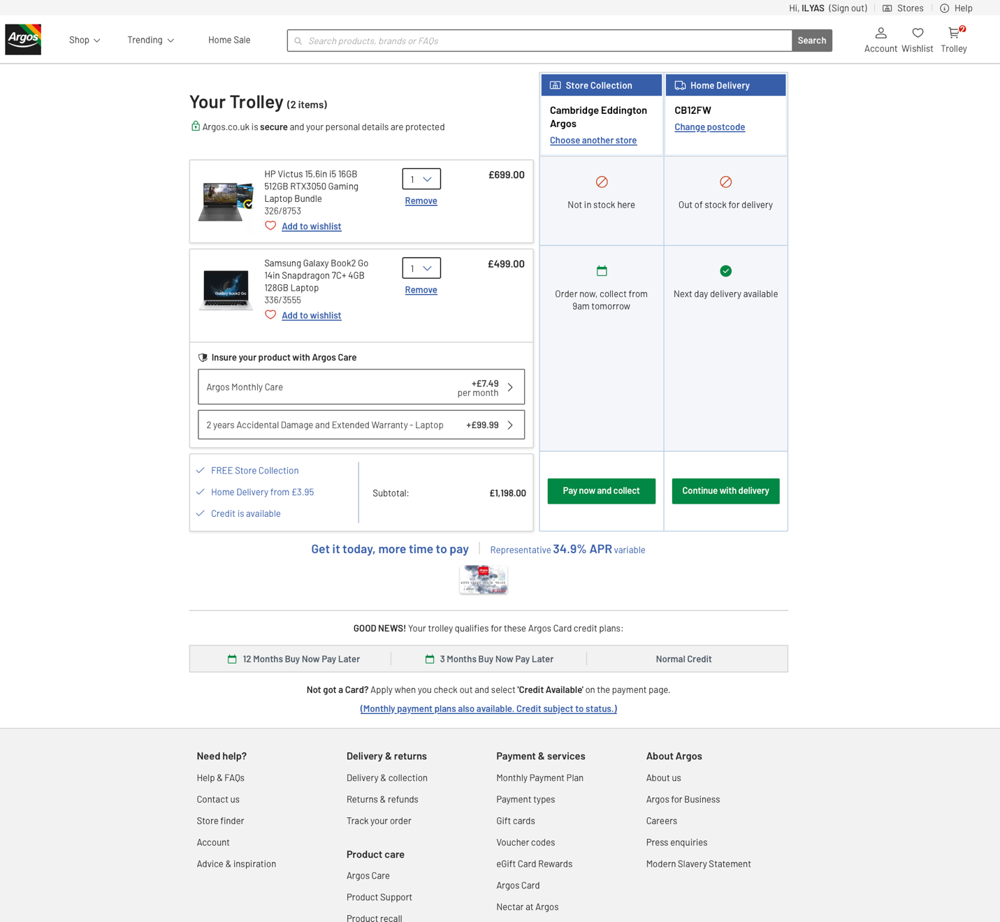 Hi, ILYAS (Sign out)
Stores
Help
Argos
Shop
Trending
Home Sale
Search products, brands or FAQs
Search
Account
Wishlist
2
Trolley
Your Trolley (2 items)
Argos.co.uk is secure and your personal details are protected
Store Collection
Cambridge Eddington
Argos
Choose another store
Home Delivery
CB12FW
Change postcode
HP Victus 15.6in i5 16GB
512GB RTX3050 Gaming
Laptop Bundle
326/8753
Add to wishlist
1
Remove
£699.00
Not in stock here
Out of stock for delivery
Galaxy Book2 Go
Samsung Galaxy Book2 Go
14in Snapdragon 7C+ 4GB
128GB Laptop
336/3555
Add to wishlist
1
Remove
£499.00
Order now, collect from
9am tomorrow
Next day delivery available
Insure your product with Argos Care
Argos Monthly Care
+£7.49
per month
2 years Accidental Damage and Extended Warranty - Laptop
+£99.99
FREE Store Collection
Home Delivery from £3.95
Credit is available
Subtotal:
£1,198.00
Pay now and collect
Continue with delivery
Get it today, more time to pay
Representative 34.9% APR variable
GOOD NEWS! Your trolley qualifies for these Argos Card credit plans:
12 Months Buy Now Pay Later
3 Months Buy Now Pay Later
Normal Credit
Not got a Card? Apply when you check out and select 'Credit Available' on the payment page.
(Monthly payment plans also available. Credit subject to status.)
Need help?
Help & FAQs
Contact us
Store finder
Account
Advice & inspiration
Delivery & returns
Delivery & collection
Returns & refunds
Track your order
Product care
Argos Care
Product Support
Product recall
Payment & services
Monthly Payment Plan
Payment types
Gift cards
Voucher codes
eGift Card Rewards
Argos Card
Nectar at Argos
About Argos
About us
Argos for Business
Careers
Press enquiries
Modern Slavery Statement